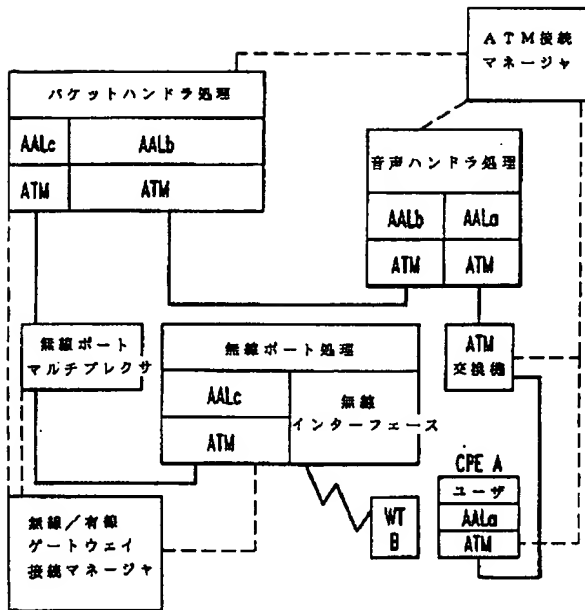 ATM接続
マネージャ
パケットハンドラ処理
AALc
AALb
ATM
ATM
音声ハンドラ処理
AALb
AALa
ATM
ATM
無線ポート
マルチプレクサ
無線ポート処理
AALc
ATM
無線
インターフェース
ATM
交換機
CPE A
ユーザ
AALa
ATM
WT
B
無線/有線
ゲートウェイ
接続マネージャ